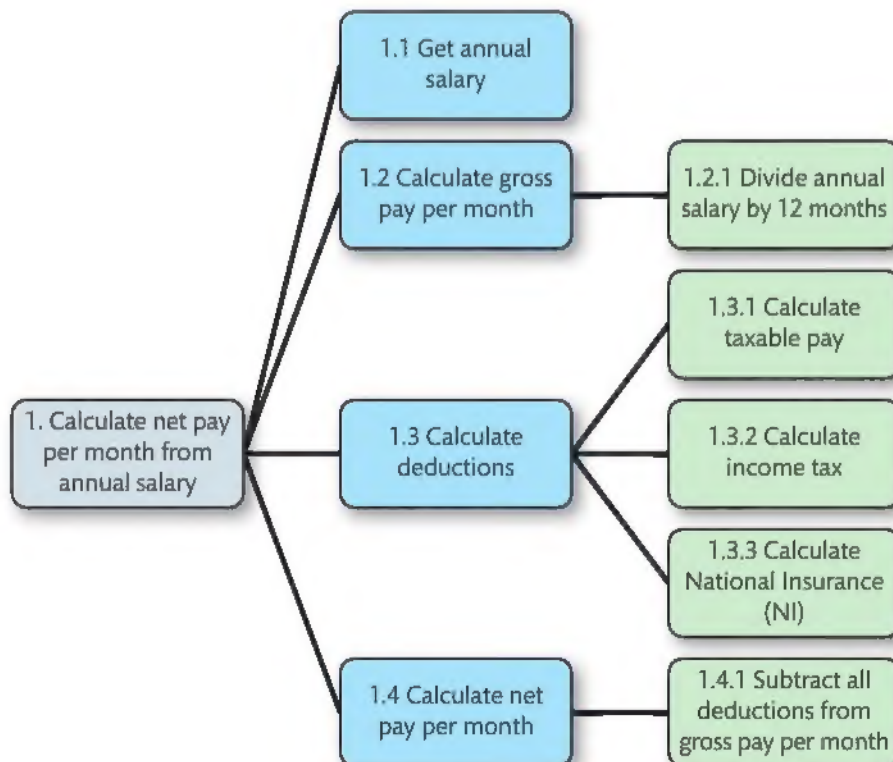 1.1 Get annual
salary
1.2 Calculate gross
pay per month
1.2.1 Divide annual
salary by 12 months
1.3.1 Calculate
taxable pay
1. Calculate net pay
per month from
annual salary
1.3 Calculate
deductions
1.3.2 Calculate
income tax
1.3.3 Calculate
National Insurance
(NI)
1.4 Calculate net
pay per month
1.4.1 Subtract all
deductions from
gross pay per month